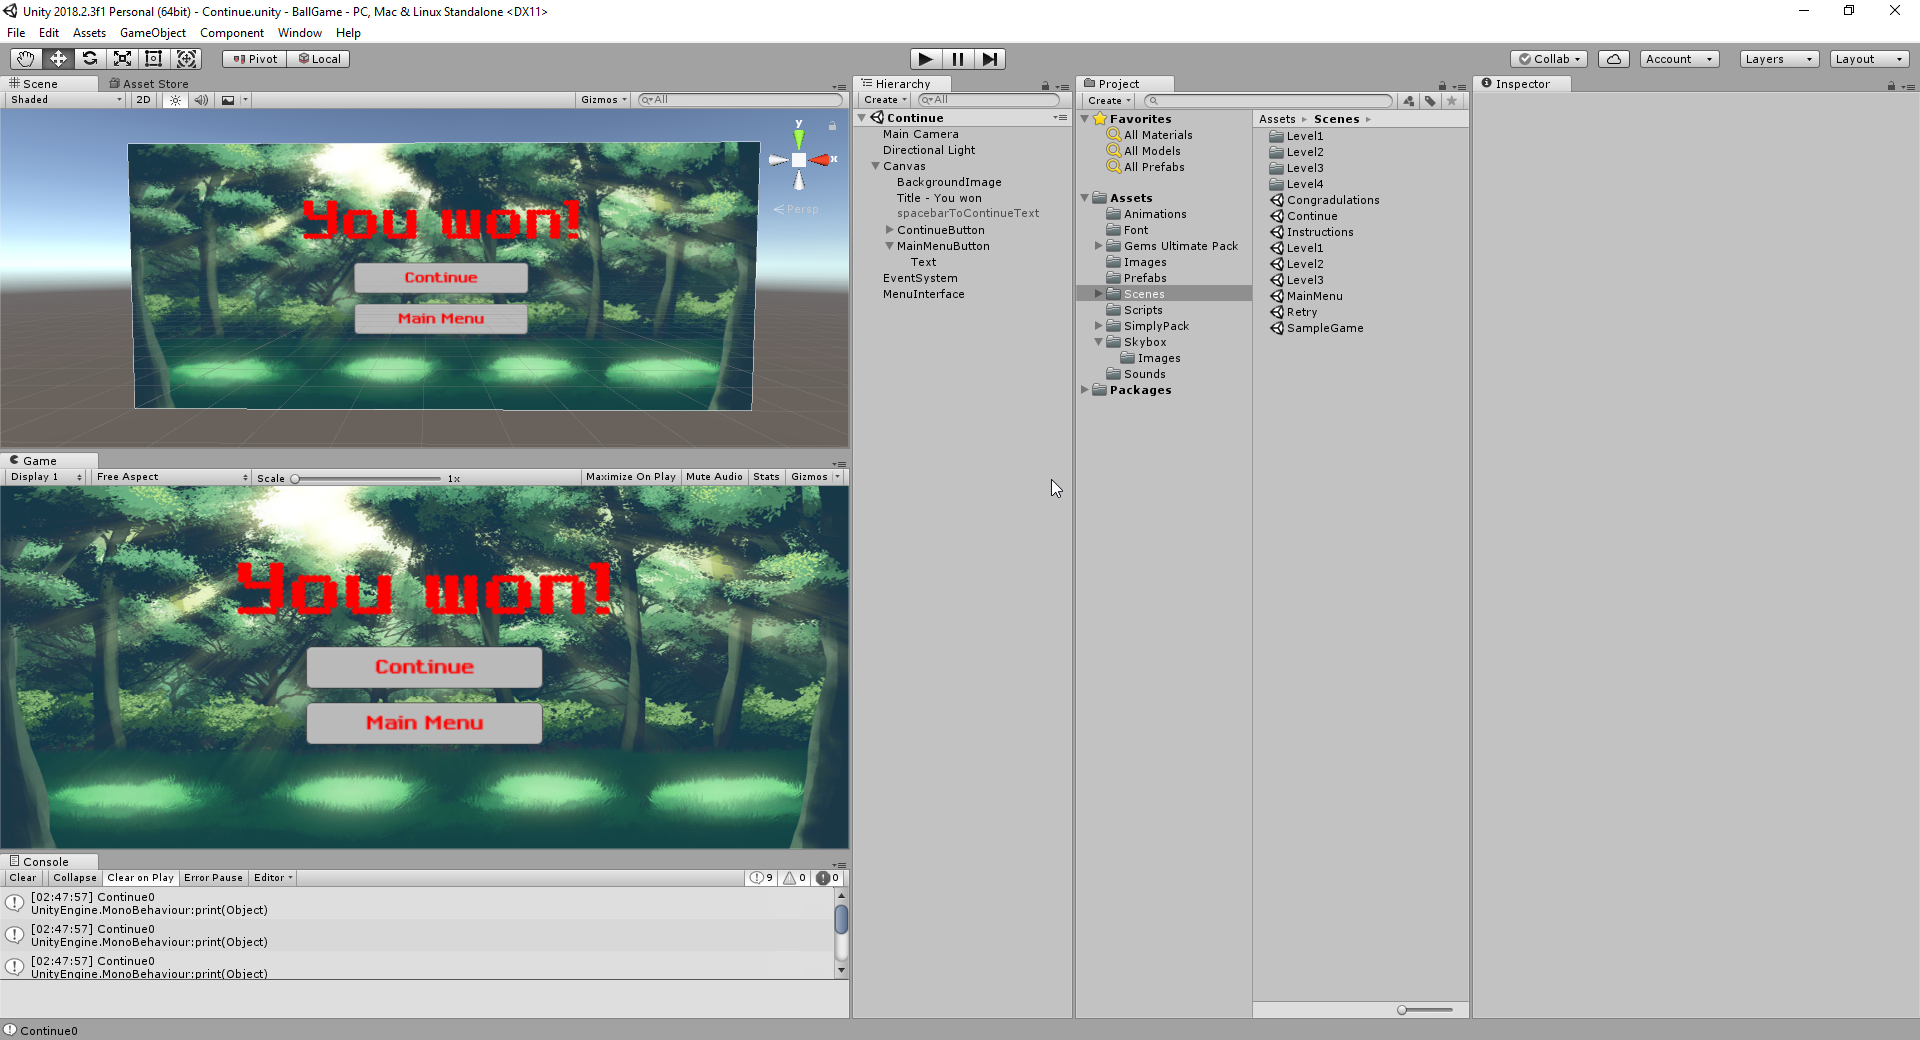 Unity 2018.2.3f1 Personal (64bit) - Continue.unity - BallGame - PC, Mac & Linux Standalone <DX11>
File Edit Assets GameObject Component Window Help
Pivot Local Collab Account Layers Layout
Scene Asset Store
Shaded 2D Gizmos All
y
x
Persp
You won!
Continue
Main Menu
Game
Display 1 Free Aspect Scale 1x Maximize On Play Mute Audio Stats Gizmos
You won!
Continue
Main Menu
Console
Clear Collapse Clear on Play Error Pause Editor 9 0 0
[02:47:57] Continue0
UnityEngine.MonoBehaviour:print(Object)
[02:47:57] Continue0
UnityEngine.MonoBehaviour:print(Object)
[02:47:57] Continue0
UnityEngine.MonoBehaviour:print(Object)
Continue0
Hierarchy
Create All
Continue
Main Camera
Directional Light
Canvas
BackgroundImage
Title - You won
spacebarToContinueText
ContinueButton
MainMenuButton
Text
EventSystem
MenuInterface
Project
Create
Favorites
All Materials
All Models
All Prefabs
Assets
Animations
Font
Gems Ultimate Pack
Images
Prefabs
Scenes
Scripts
SimplyPack
Skybox
Images
Sounds
Packages
Assets Scenes
Level1
Level2
Level3
Level4
Congradulations
Continue
Instructions
Level1
Level2
Level3
MainMenu
Retry
SampleGame
Inspector